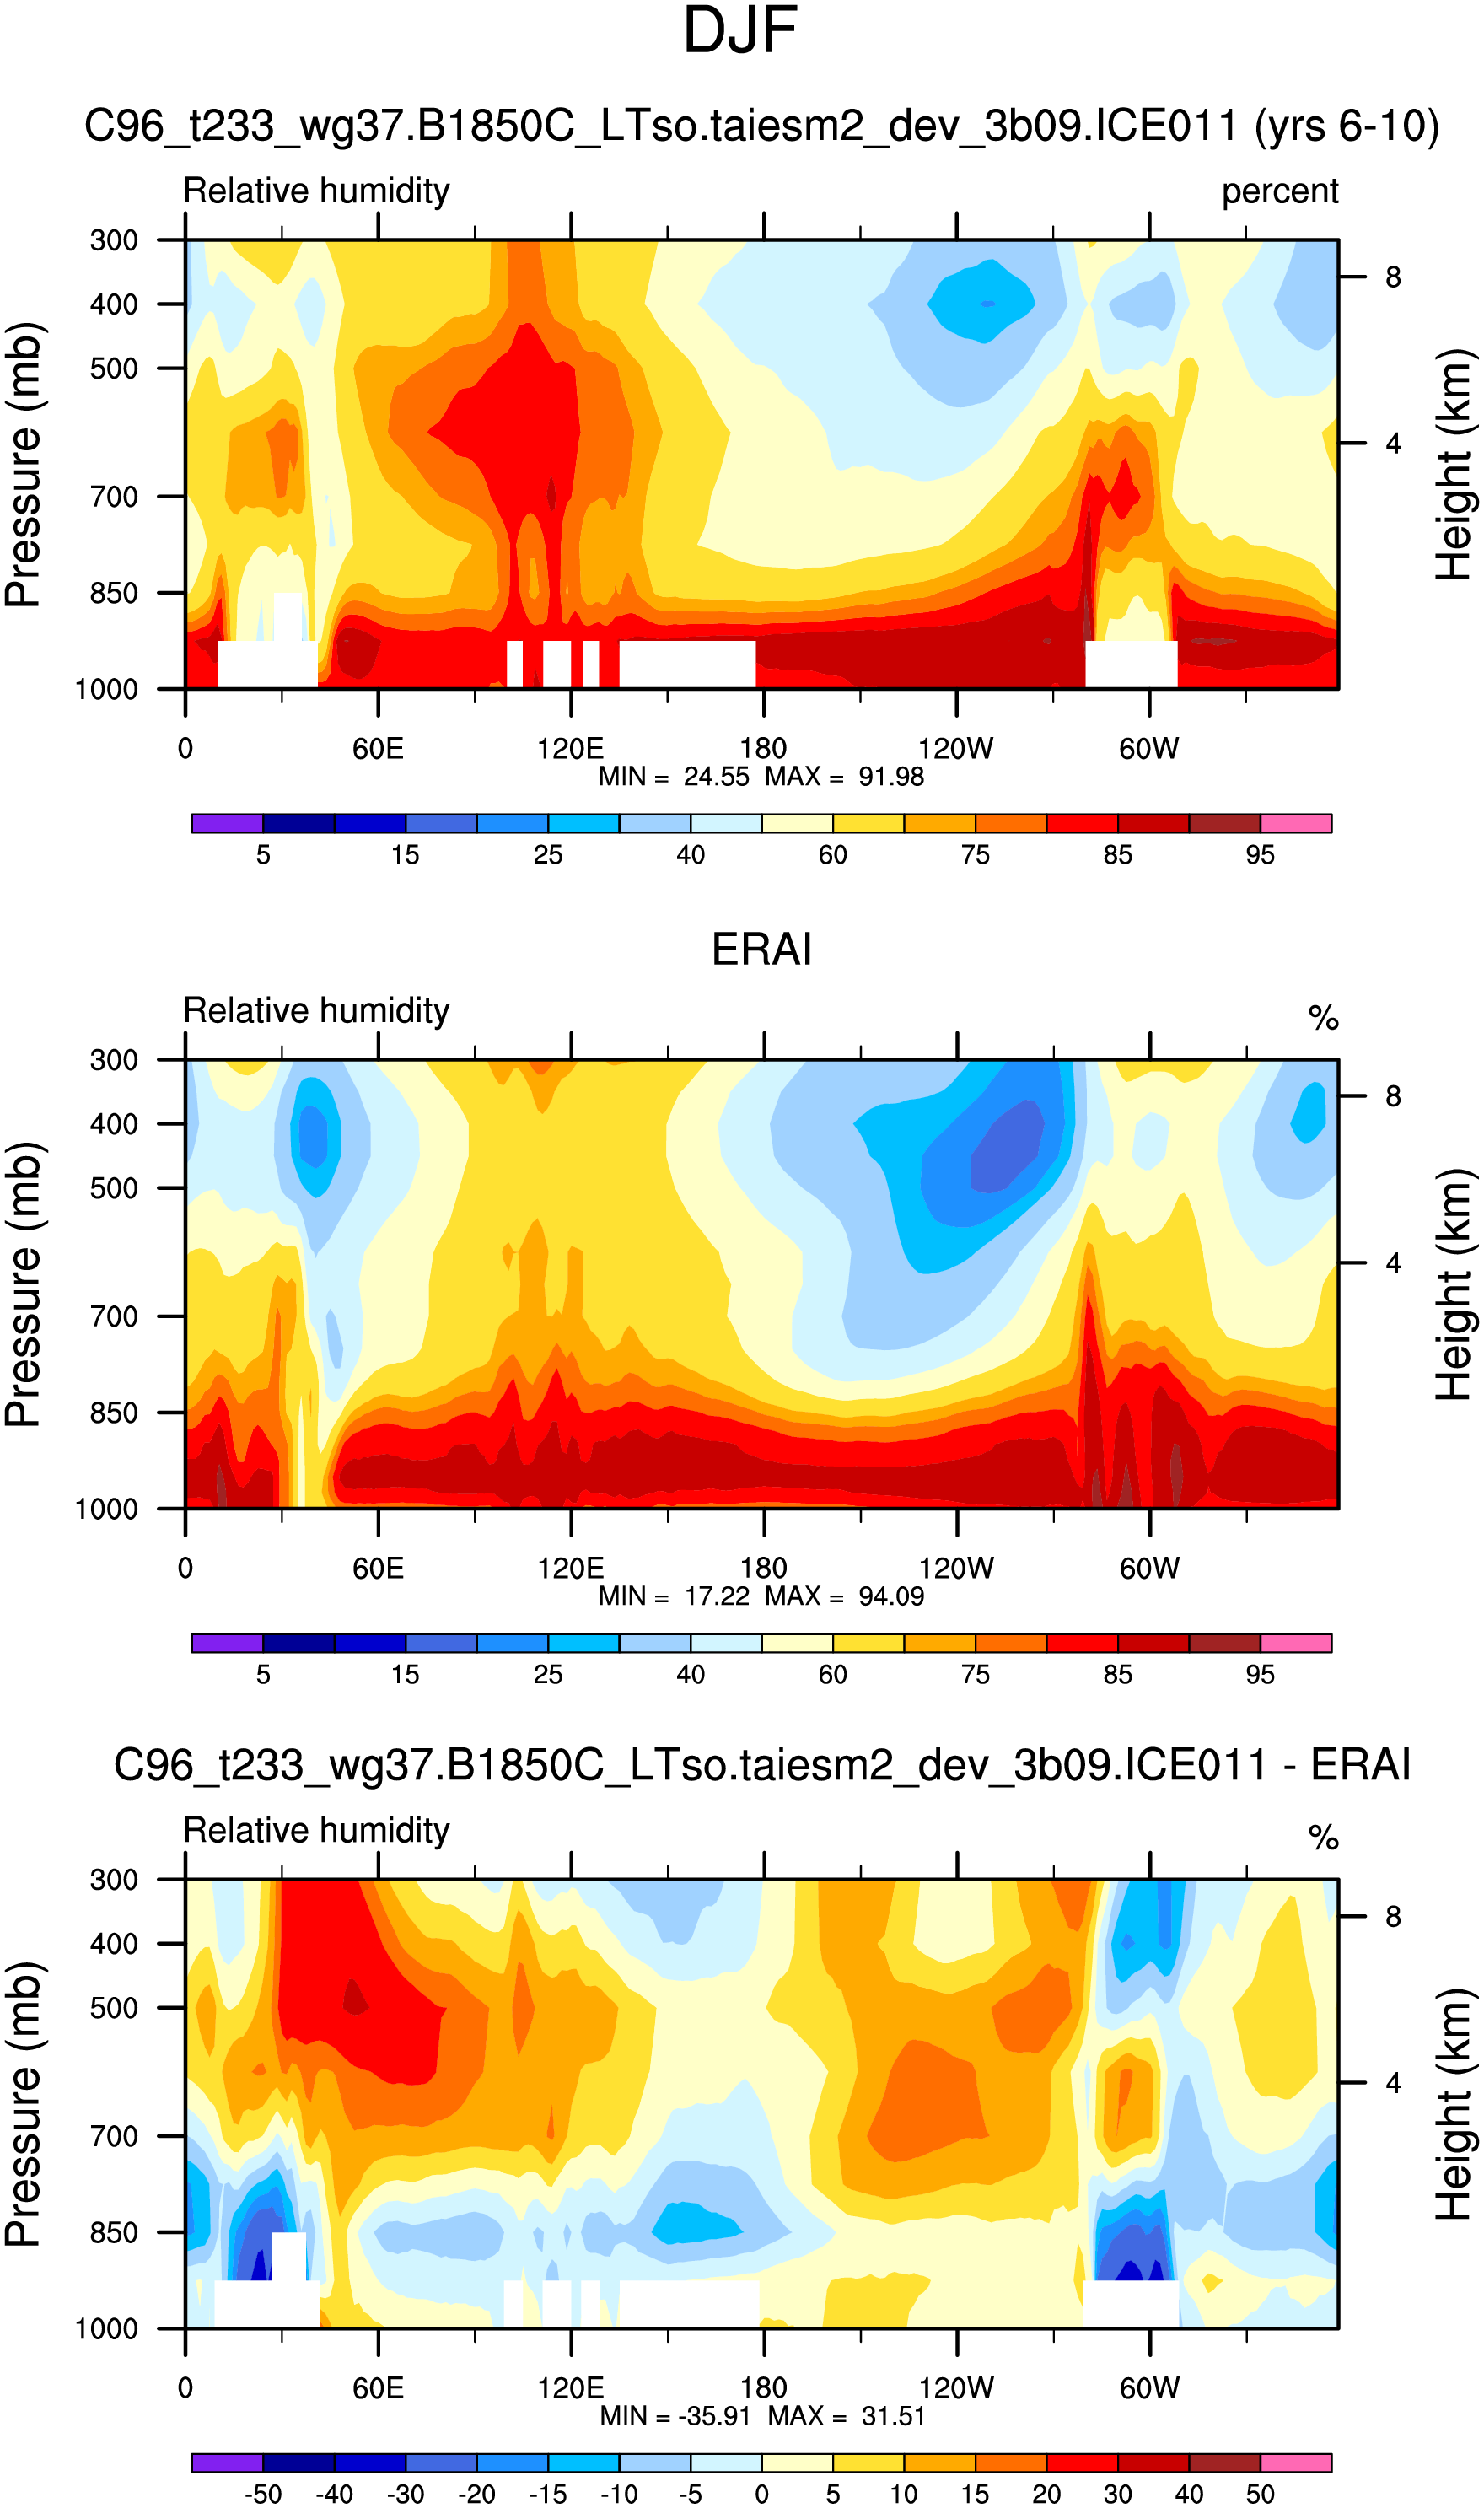 DJF
C96_t233_wg37.B1850C_LTso.taiesm2_dev_3b09.ICE011 (yrs 6-10)
Relative humidity percent
300
400
500
700
850
1000
Pressure (mb)
8
4
Height (km)
0 60E 120E 180 120W 60W
MIN = 24.55 MAX = 91.98
5 15 25 40 60 75 85 95
ERAI
Relative humidity %
300
400
500
700
850
1000
Pressure (mb)
8
4
Height (km)
0 60E 120E 180 120W 60W
MIN = 17.22 MAX = 94.09
5 15 25 40 60 75 85 95
C96_t233_wg37.B1850C_LTso.taiesm2_dev_3b09.ICE011 - ERAI
Relative humidity %
300
400
500
700
850
1000
Pressure (mb)
8
4
Height (km)
0 60E 120E 180 120W 60W
MIN = -35.91 MAX = 31.51
-50 -40 -30 -20 -15 -10 -5 0 5 10 15 20 30 40 50